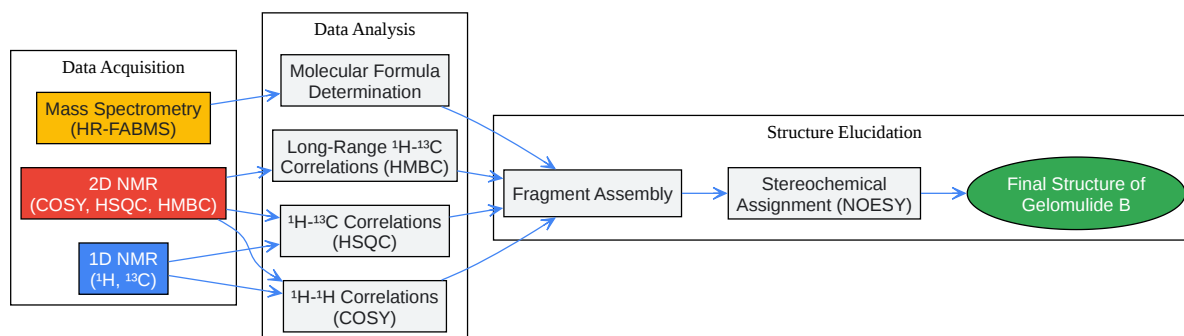 Data Acquisition
Mass Spectrometry
(HR-FABMS)
2D NMR
(COSY, HSQC, HMBC)
1D NMR
(¹H, ¹³C)
Data Analysis
Molecular Formula
Determination
Long-Range ¹H-¹³C
Correlations (HMBC)
¹H-¹³C Correlations
(HSQC)
¹H-¹H Correlations
(COSY)
Structure Elucidation
Fragment Assembly
Stereochemical
Assignment (NOESY)
Final Structure of
Gelomulide B